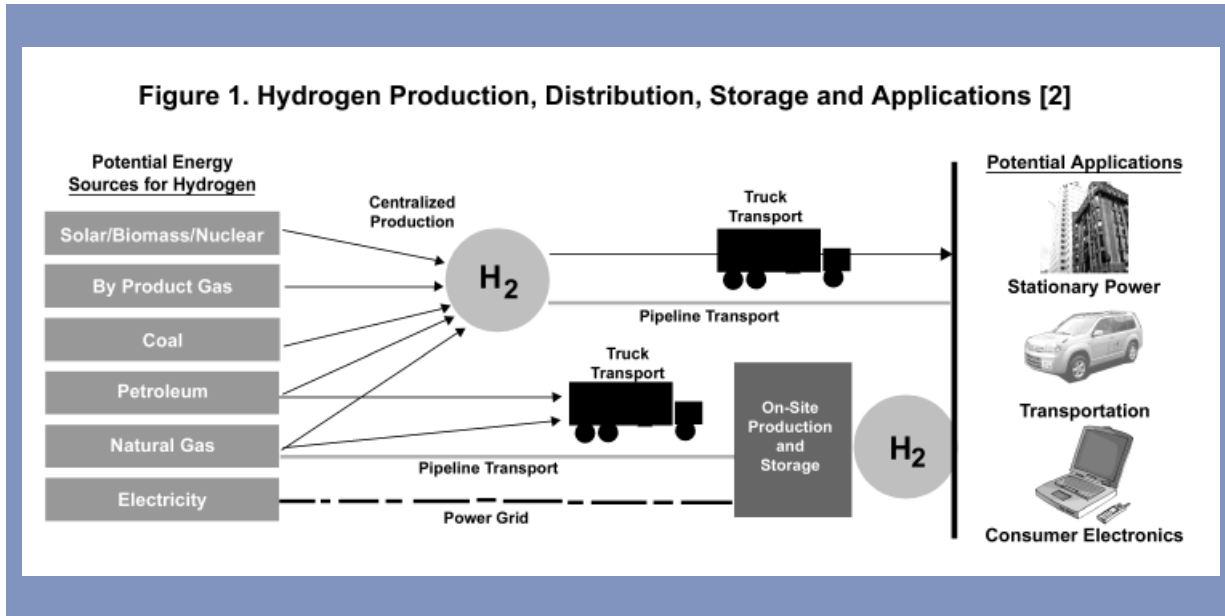 Figure 1. Hydrogen Production, Distribution, Storage and Applications [2]
Potential Energy
Sources for Hydrogen
Solar/Biomass/Nuclear
By Product Gas
Coal
Petroleum
Natural Gas
Electricity
Centralized
Production
H2
Truck
Transport
Pipeline Transport
Truck
Transport
Pipeline Transport
Power Grid
On-Site
Production
and
Storage
H2
Potential Applications
Stationary Power
Transportation
Consumer Electronics